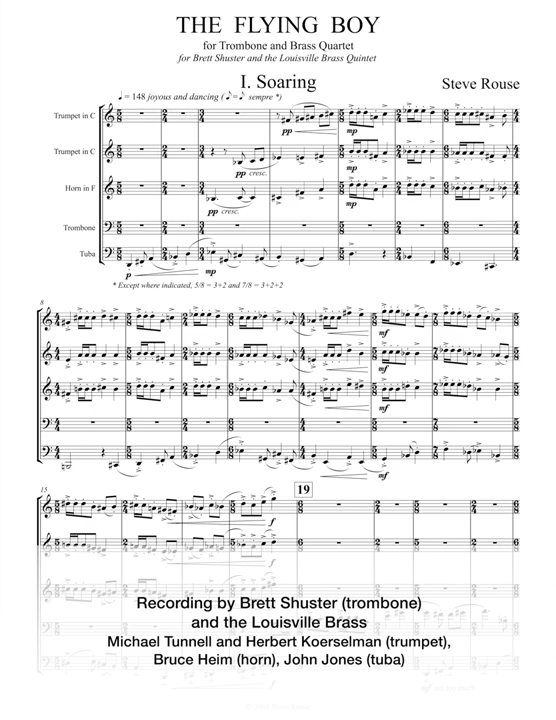 THE FLYING BOY
for Trombone and Brass Quartet
for Brett Shuster and the Louisville Brass Quintet
I. Soaring
Steve Rouse
♩ = 148 joyous and dancing ( ♪=♪ sempre *)
Trumpet in C
pp
mp
Trumpet in C
pp cresc.
mp
Horn in F
pp cresc.
mp
Trombone
Tuba
p
mp
* Except where indicated, 5/8 = 3+2 and 7/8 = 3+2+2
8
mf
mf
mf
mf
15
19
f
f
Recording by Brett Shuster (trombone)
and the Louisville Brass
Michael Tunnell and Herbert Koerselman (trumpet),
Bruce Heim (horn), John Jones (tuba)